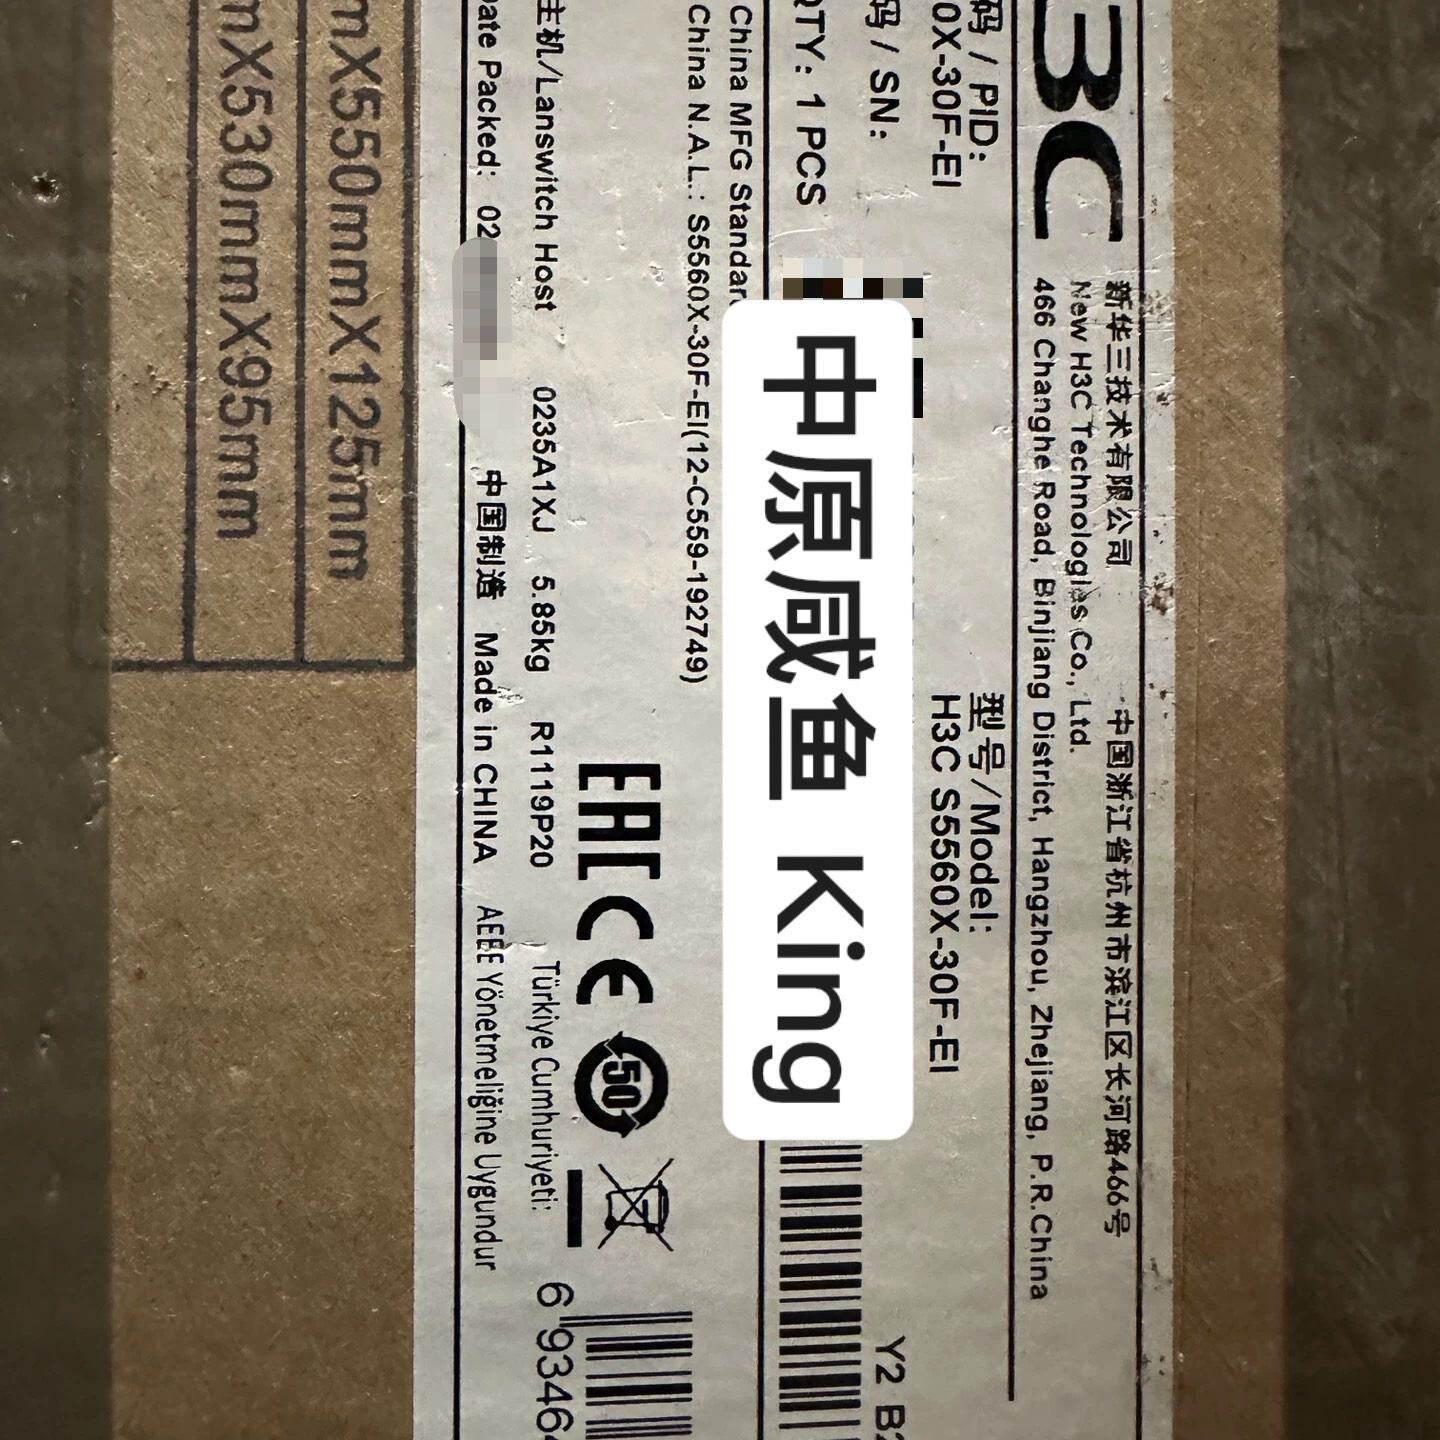 3C
新华三技术有限公司 中国浙江省杭州市滨江区长河路466号
New H3C Technologies Co., Ltd.
466 Changhe Road, Binjiang District, Hangzhou, Zhejiang, P.R.China
码 / PID:
0X-30F-EI
型号/Model:
H3C S5560X-30F-EI
码 / SN:
Y2 B
QTY: 1 PCS
中原咸鱼 King
China MFG Standar
China N.A.L.: S5560X-30F-EI(12-C559-192749)
EAC CE 50
6 9346
主机/Lanswitch Host 0235A1XJ 5.85kg R1119P20 Türkiye Cumhuriyeti:
Date Packed: 02 中国制造 Made in CHINA AEEE Yönetmeliğine Uygundur
mX550mmX125mm
mX530mmX95mm